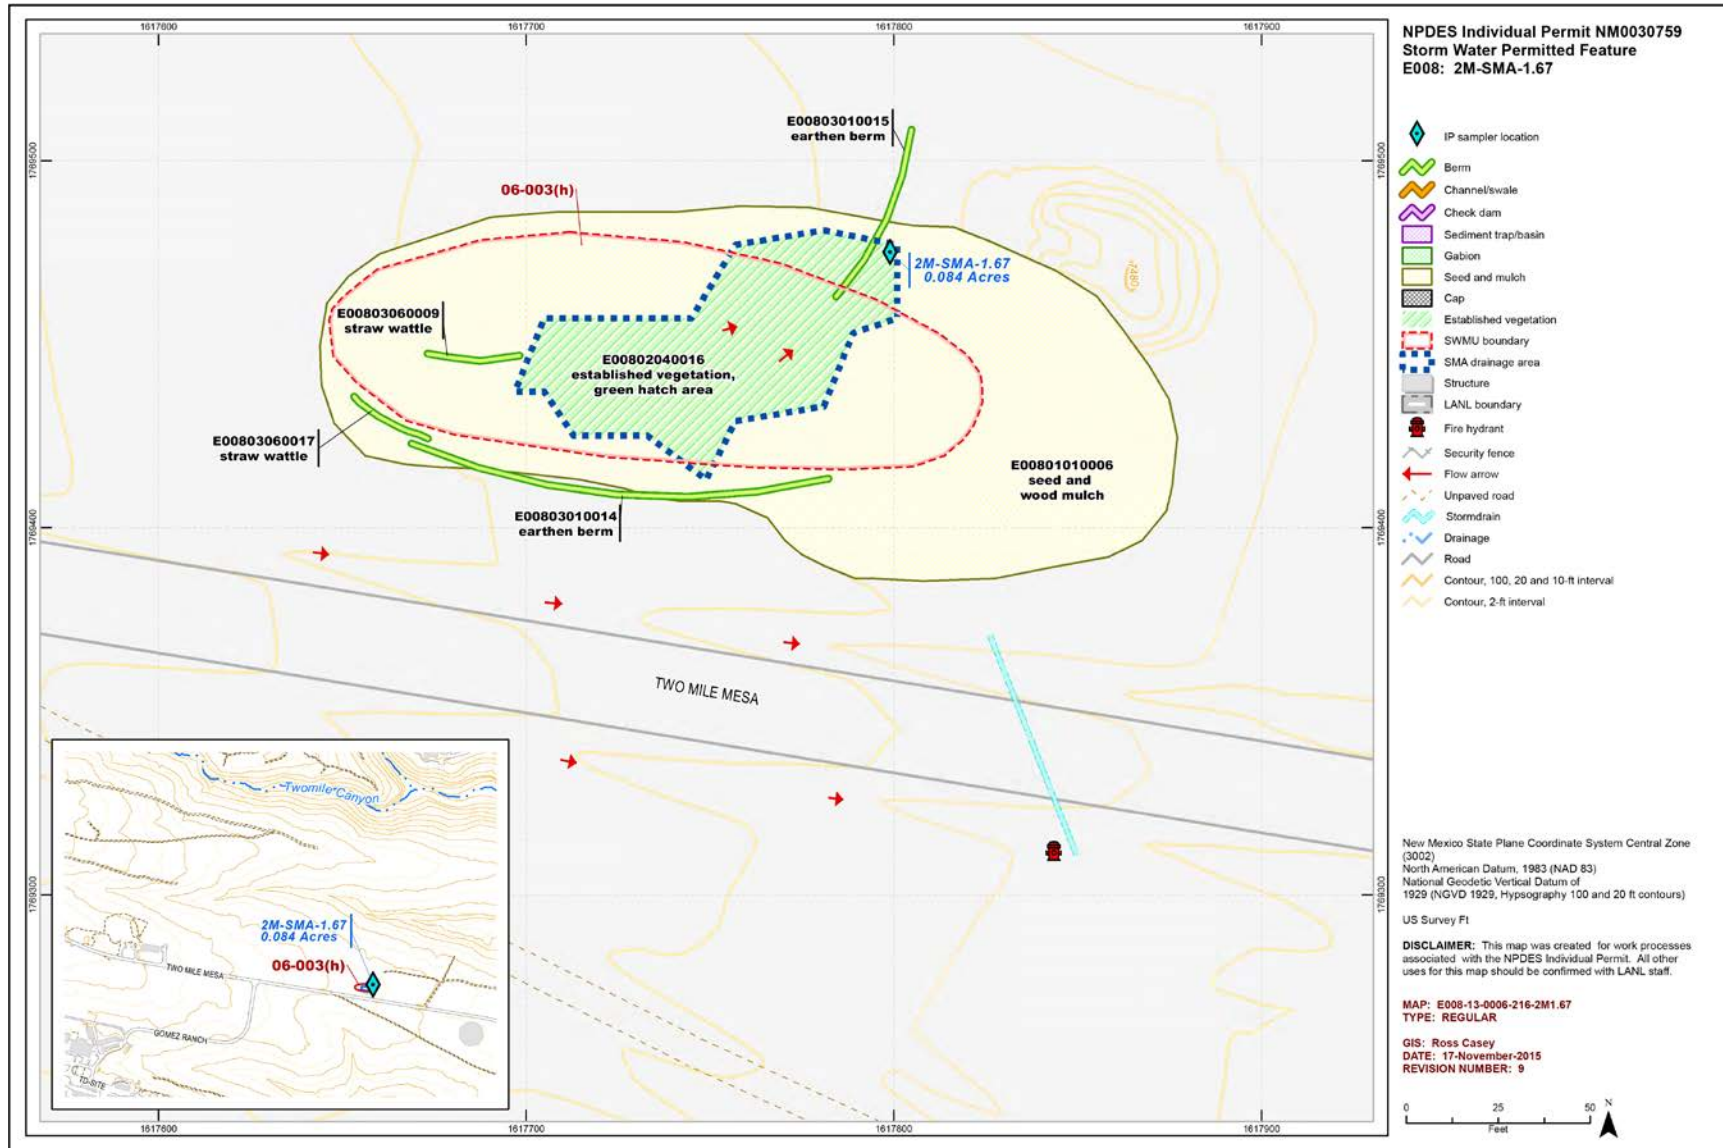 1617600
1617700
1617800
1617900
NPDES Individual Permit NM0030759
Storm Water Permitted Feature
E008: 2M-SMA-1.67
IP sampler location
Berm
Channel/swale
Check dam
Sediment trap/basin
Gabion
Seed and mulch
Cap
Established vegetation
SWMU boundary
SMA drainage area
Structure
LANL boundary
Fire hydrant
Security fence
Flow arrow
Unpaved road
Stormdrain
Drainage
Road
Contour, 100, 20 and 10-ft interval
Contour, 2-ft interval
E00803010015
earthen berm
1769500
1769500
06-003(h)
2M-SMA-1.67
0.084 Acres
7480
E00803060009
straw wattle
E00802040016
established vegetation,
green hatch area
E00803060017
straw wattle
E00801010006
seed and
wood mulch
E00803010014
earthen berm
1769400
1769400
TWO MILE MESA
Twomile Canyon
2M-SMA-1.67
0.084 Acres
06-003(h)
TWO MILE MESA
GOMEZ RANCH
TD-SITE
1769300
1769300
New Mexico State Plane Coordinate System Central Zone
(3002)
North American Datum, 1983 (NAD 83)
National Geodetic Vertical Datum of
1929 (NGVD 1929, Hypsography 100 and 20 ft contours)
US Survey Ft
DISCLAIMER: This map was created for work processes
associated with the NPDES Individual Permit. All other
uses for this map should be confirmed with LANL staff.
MAP: E008-13-0006-216-2M1.67
TYPE: REGULAR
GIS: Ross Casey
DATE: 17-November-2015
REVISION NUMBER: 9
0 25 50
Feet
N
1617600
1617700
1617800
1617900